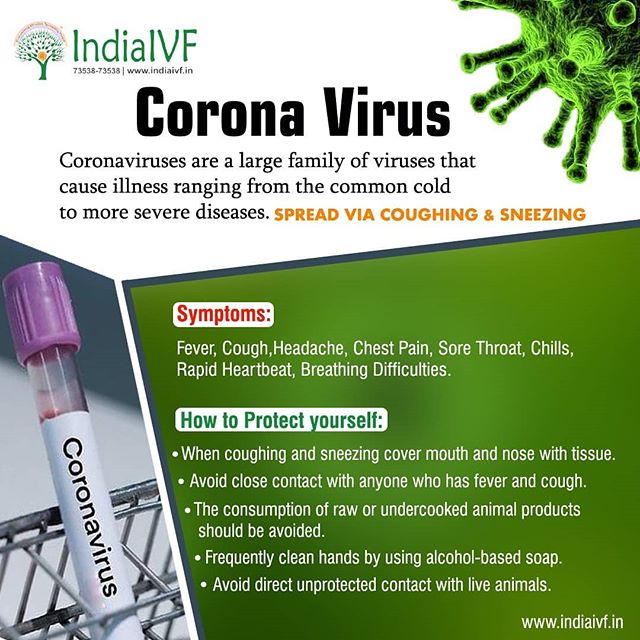 IndiaIVF
73538-73538 | www.indiaivf.in
Corona Virus
Coronaviruses are a large family of viruses that
cause illness ranging from the common cold
to more severe diseases. SPREAD VIA COUGHING & SNEEZING
Symptoms:
Fever, Cough,Headache, Chest Pain, Sore Throat, Chills,
Rapid Heartbeat, Breathing Difficulties.
How to Protect yourself:
• When coughing and sneezing cover mouth and nose with tissue.
• Avoid close contact with anyone who has fever and cough.
• The consumption of raw or undercooked animal products
should be avoided.
• Frequently clean hands by using alcohol-based soap.
• Avoid direct unprotected contact with live animals.
Coronavirus
www.indiaivf.in